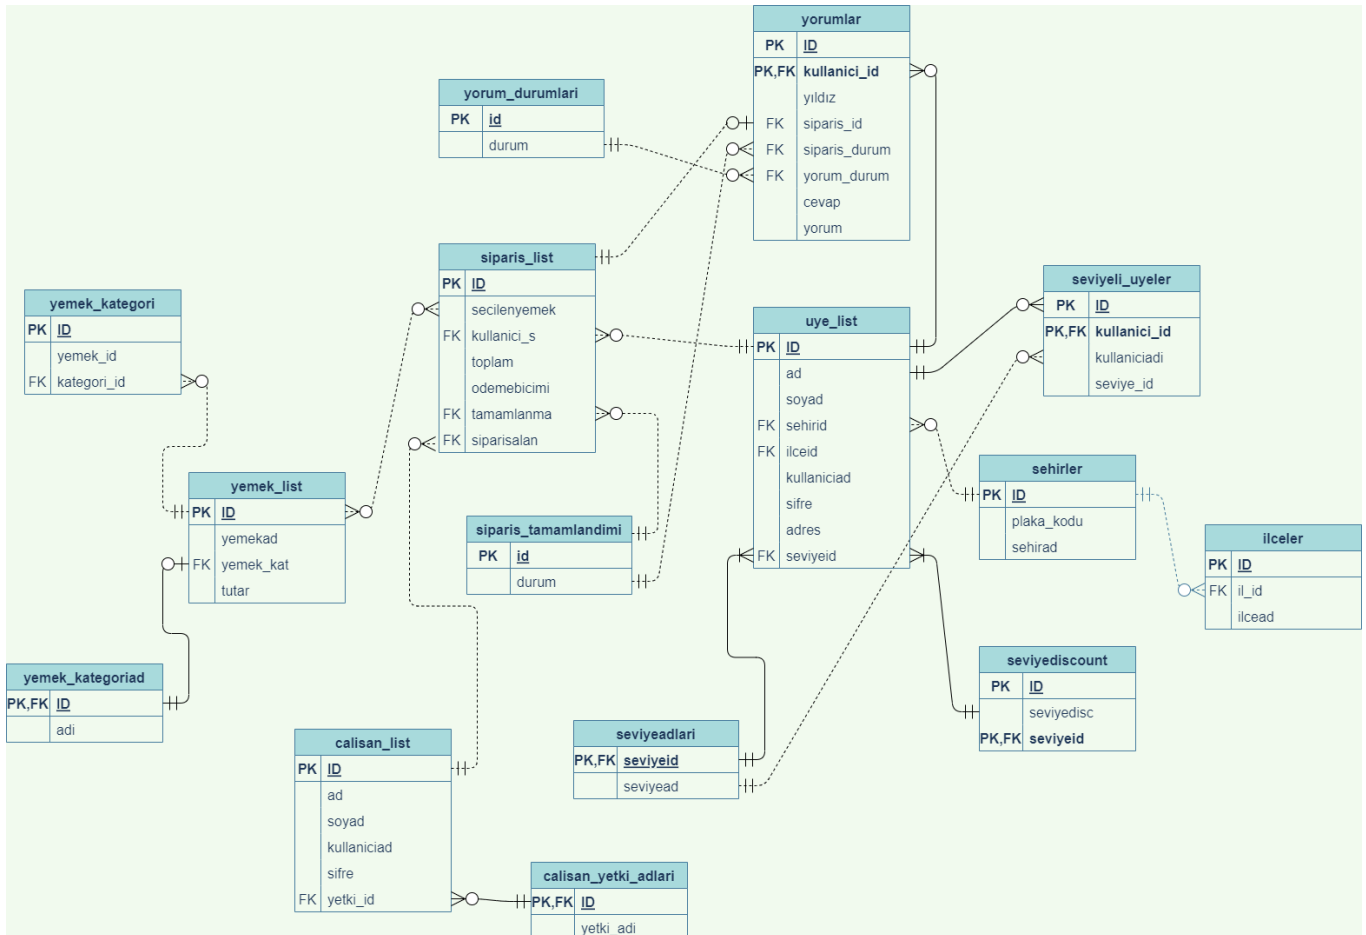 yorumlar
PK ID
PK,FK kullanici_id
yıldız
FK siparis_id
FK siparis_durum
FK yorum_durum
cevap
yorum
yorum_durumlari
PK id
durum
siparis_list
PK ID
secilenyemek
FK kullanici_s
toplam
odemebicimi
FK tamamlanma
FK siparisalan
yemek_kategori
PK ID
yemek_id
FK kategori_id
uye_list
PK ID
ad
soyad
FK sehirid
FK ilceid
kullaniciad
sifre
adres
FK seviyeid
seviyeli_uyeler
PK ID
PK,FK kullanici_id
kullaniciadi
seviye_id
yemek_list
PK ID
yemekad
FK yemek_kat
tutar
siparis_tamamlandimi
PK id
durum
sehirler
PK ID
plaka_kodu
sehirad
ilceler
PK ID
FK il_id
ilcead
yemek_kategoriad
PK,FK ID
adi
seviyediscount
PK ID
seviyedisc
PK,FK seviyeid
seviyeadlari
PK,FK seviyeid
seviyead
calisan_list
PK ID
ad
soyad
kullaniciad
sifre
FK yetki_id
calisan_yetki_adlari
PK,FK ID
yetki_adi